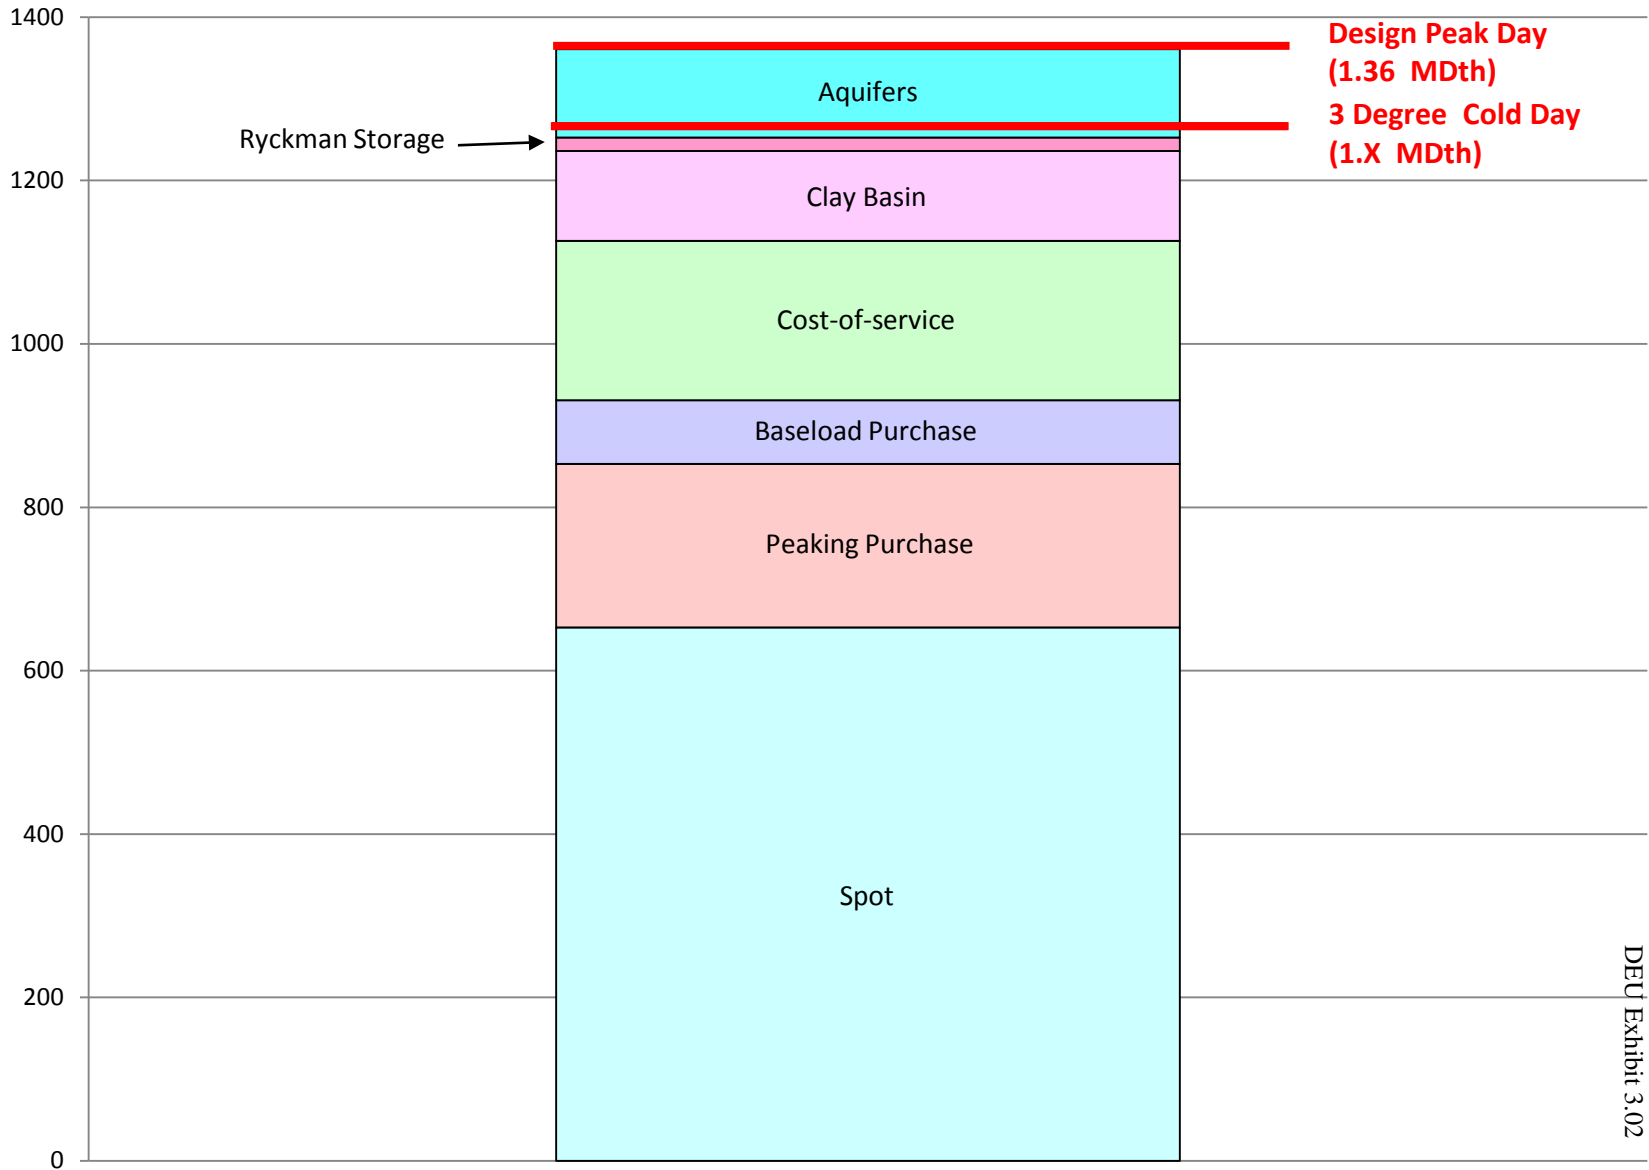 1400
1200
1000
800
600
400
200
0
Design Peak Day
(1.36 MDth)
3 Degree Cold Day
(1.X MDth)
Aquifers
Ryckman Storage
Clay Basin
Cost-of-service
Baseload Purchase
Peaking Purchase
Spot
DEU Exhibit 3.02